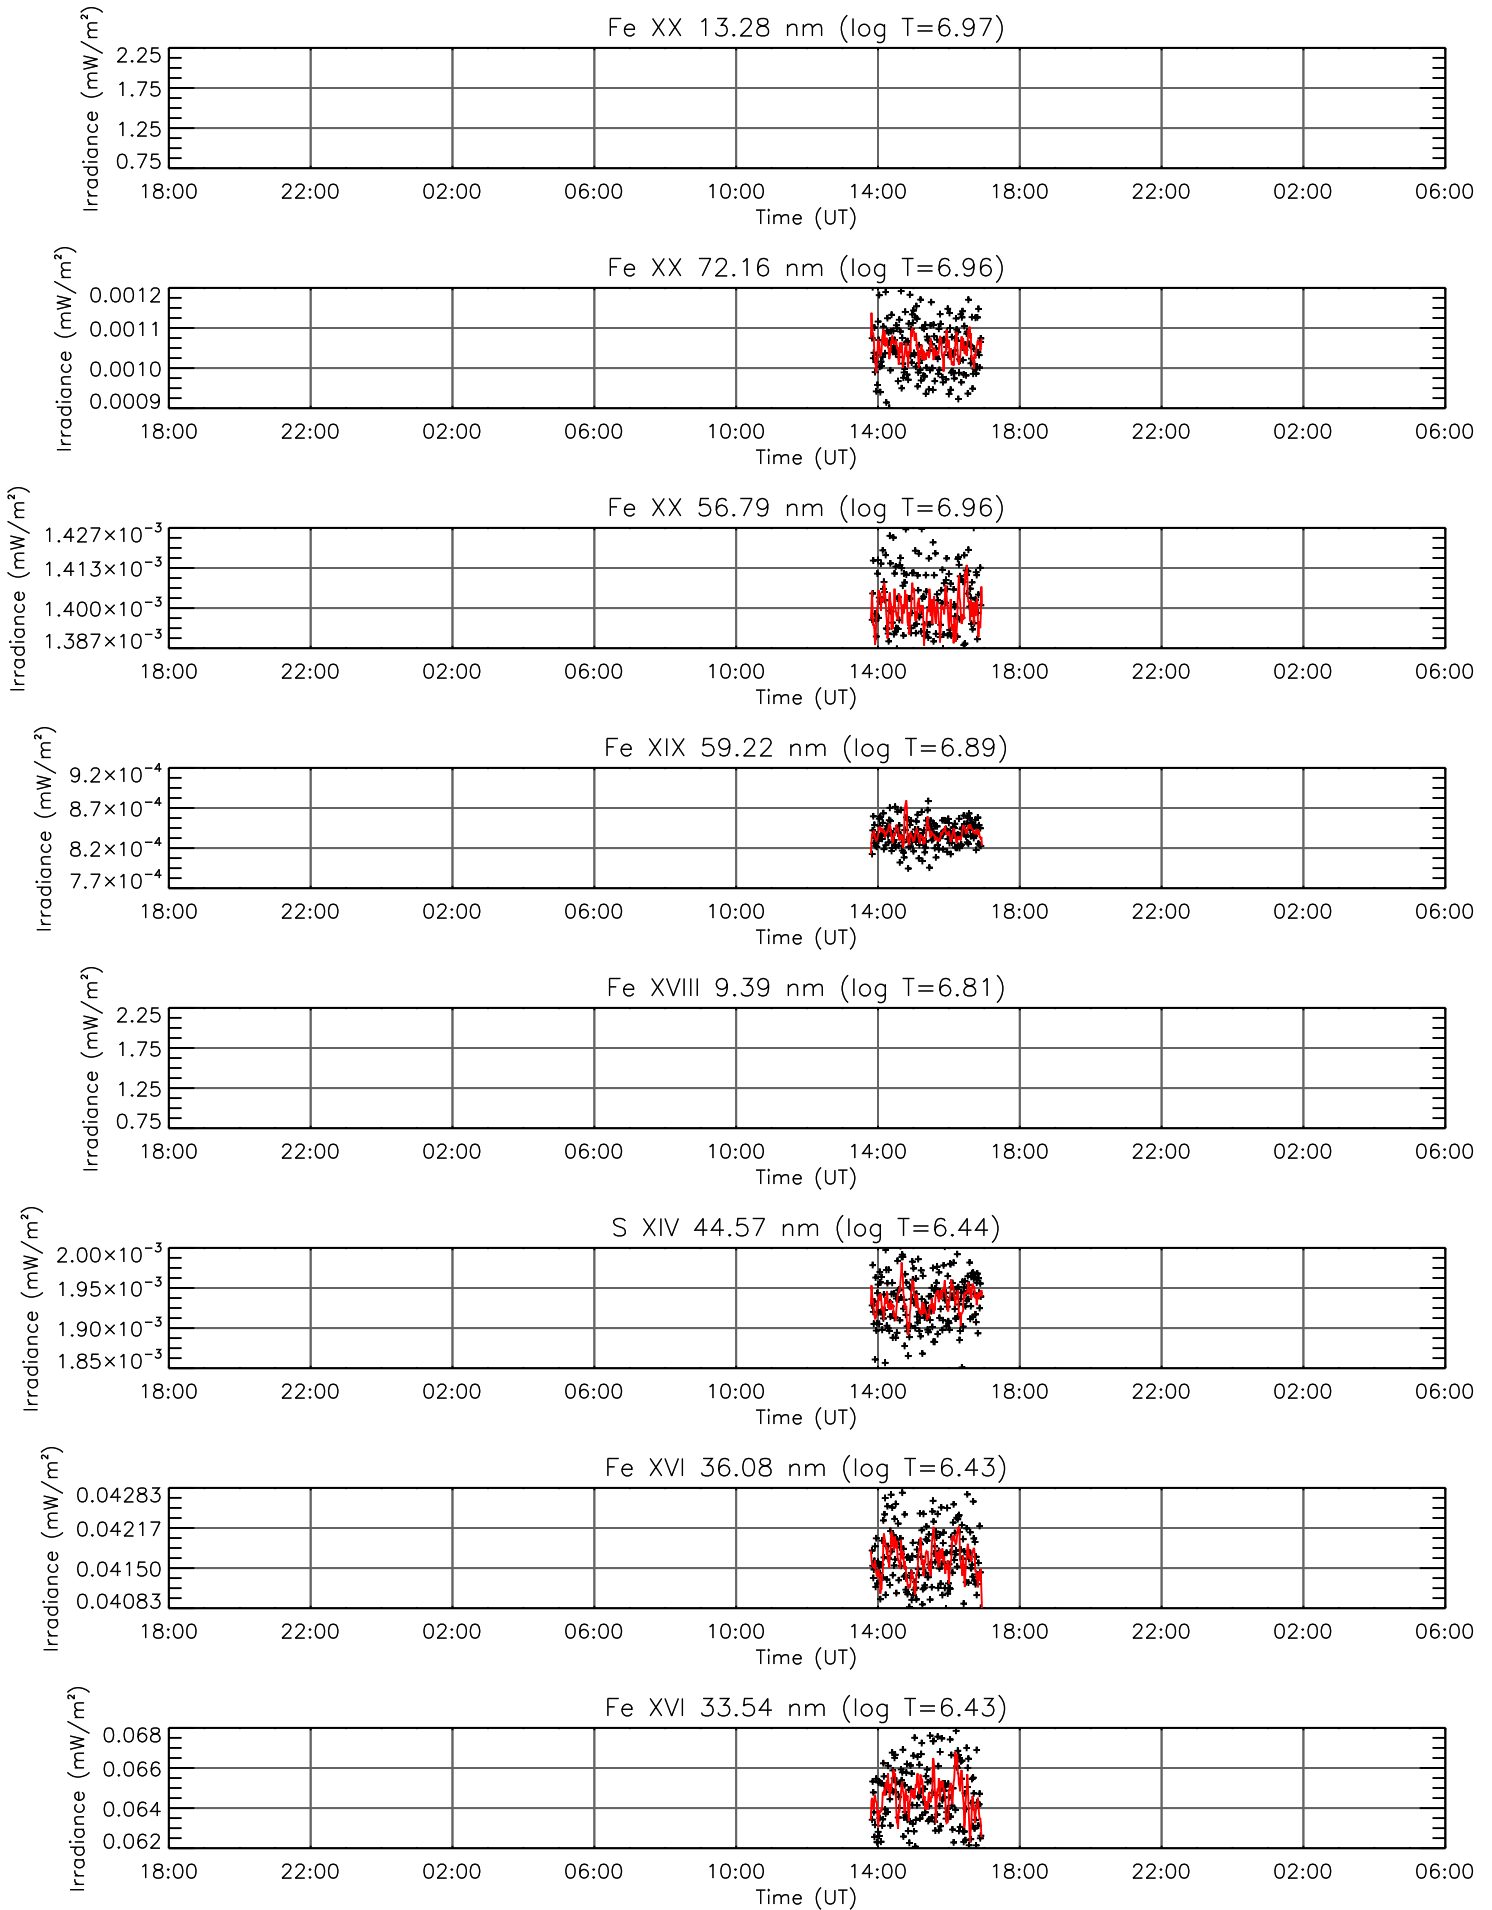 Fe XX 13.28 nm (log T=6.97)
Irradiance (mW/m²)
2.25
1.75
1.25
0.75
18:00 22:00 02:00 06:00 10:00 14:00 18:00 22:00 02:00 06:00
Time (UT)
Fe XX 72.16 nm (log T=6.96)
Irradiance (mW/m²)
0.0012
0.0011
0.0010
0.0009
18:00 22:00 02:00 06:00 10:00 14:00 18:00 22:00 02:00 06:00
Time (UT)
Fe XX 56.79 nm (log T=6.96)
Irradiance (mW/m²)
1.427×10⁻³
1.413×10⁻³
1.400×10⁻³
1.387×10⁻³
18:00 22:00 02:00 06:00 10:00 14:00 18:00 22:00 02:00 06:00
Time (UT)
Fe XIX 59.22 nm (log T=6.89)
Irradiance (mW/m²)
9.2×10⁻⁴
8.7×10⁻⁴
8.2×10⁻⁴
7.7×10⁻⁴
18:00 22:00 02:00 06:00 10:00 14:00 18:00 22:00 02:00 06:00
Time (UT)
Fe XVIII 9.39 nm (log T=6.81)
Irradiance (mW/m²)
2.25
1.75
1.25
0.75
18:00 22:00 02:00 06:00 10:00 14:00 18:00 22:00 02:00 06:00
Time (UT)
S XIV 44.57 nm (log T=6.44)
Irradiance (mW/m²)
2.00×10⁻³
1.95×10⁻³
1.90×10⁻³
1.85×10⁻³
18:00 22:00 02:00 06:00 10:00 14:00 18:00 22:00 02:00 06:00
Time (UT)
Fe XVI 36.08 nm (log T=6.43)
Irradiance (mW/m²)
0.04283
0.04217
0.04150
0.04083
18:00 22:00 02:00 06:00 10:00 14:00 18:00 22:00 02:00 06:00
Time (UT)
Fe XVI 33.54 nm (log T=6.43)
Irradiance (mW/m²)
0.068
0.066
0.064
0.062
18:00 22:00 02:00 06:00 10:00 14:00 18:00 22:00 02:00 06:00
Time (UT)